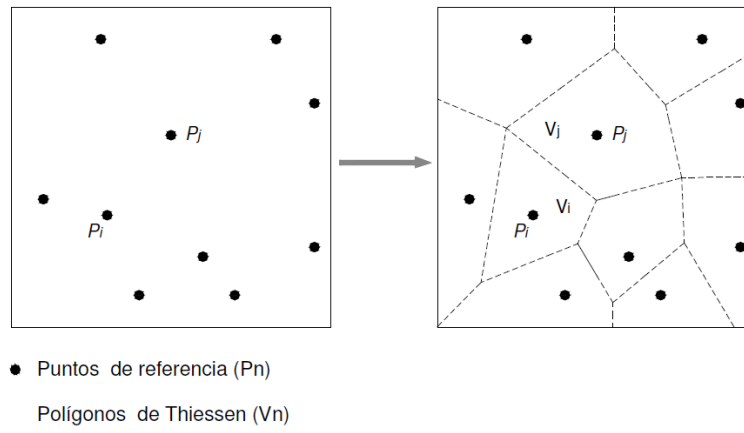 Pj
Pi
Vj
Pj
Vi
Pi
Puntos de referencia (Pn)
Polígonos de Thiessen (Vn)